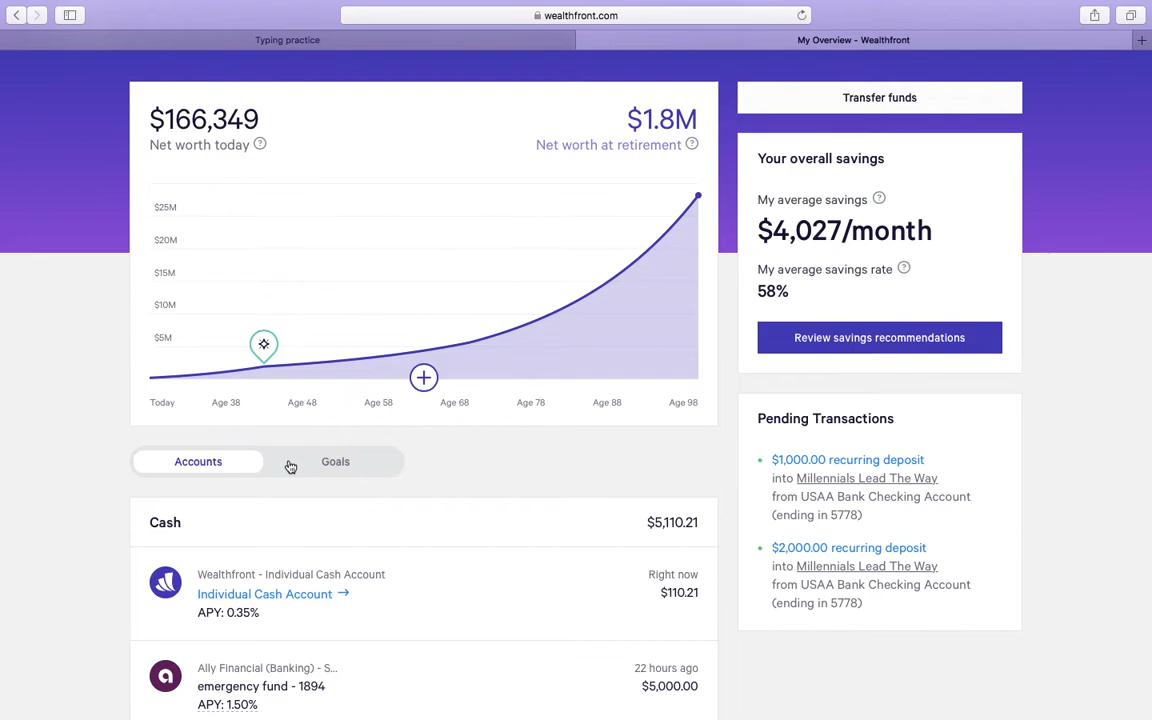 wealthfront.com
Typing practice
My Overview - Wealthfront
$166,349
Net worth today ?
$1.8M
Net worth at retirement ?
$25M
$20M
$15M
$10M
$5M
Today Age 38 Age 48 Age 58 Age 68 Age 78 Age 88 Age 98
Transfer funds
Your overall savings
My average savings ?
$4,027/month
My average savings rate ?
58%
Review savings recommendations
Accounts Goals
Pending Transactions
$1,000.00 recurring deposit
into Millennials Lead The Way
from USAA Bank Checking Account
(ending in 5778)
$2,000.00 recurring deposit
into Millennials Lead The Way
from USAA Bank Checking Account
(ending in 5778)
Cash $5,110.21
Wealthfront - Individual Cash Account Right now
Individual Cash Account → $110.21
APY: 0.35%
Ally Financial (Banking) - S... 22 hours ago
emergency fund - 1894 $5,000.00
APY: 1.50%